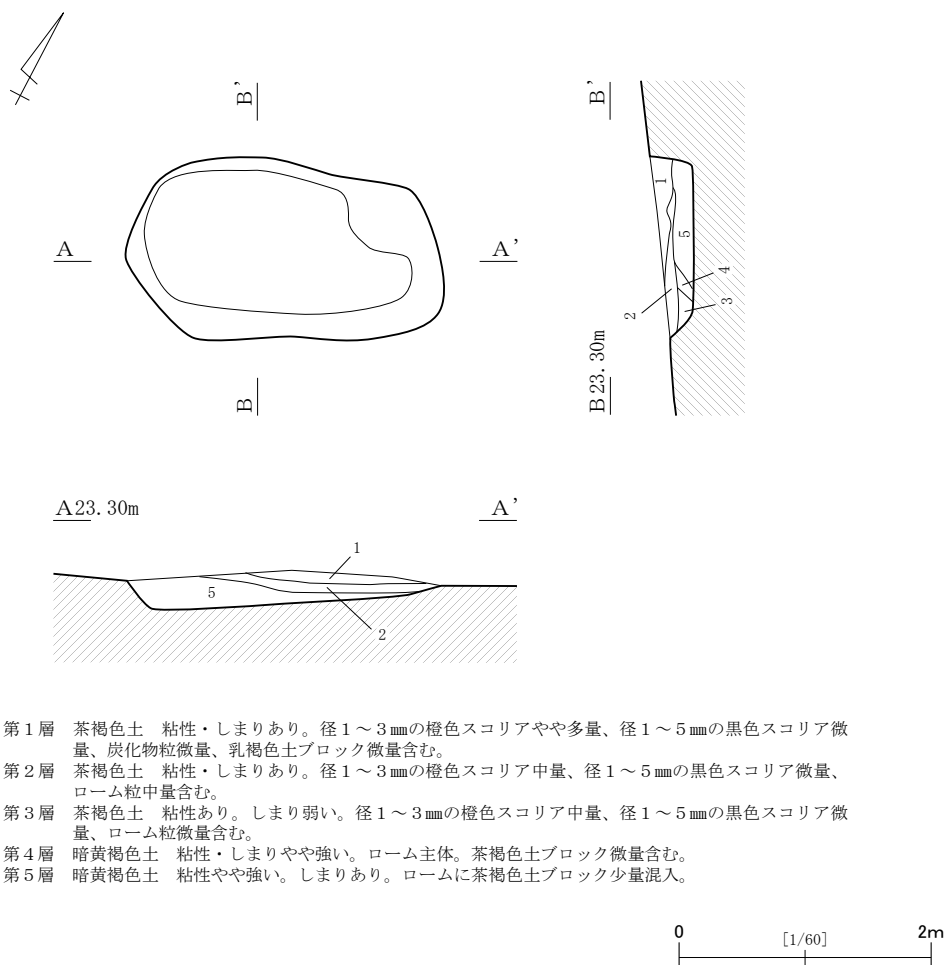 B'
B'
A
A'
B
1
5
4
3
2
B23.30m
A23.30m
A'
1
5
2
第1層 茶褐色土 粘性・しまりあり。径1～3㎜の橙色スコリアやや多量、径1～5㎜の黒色スコリア微
量、炭化物粒微量、乳褐色土ブロック微量含む。
第2層 茶褐色土 粘性・しまりあり。径1～3㎜の橙色スコリア中量、径1～5㎜の黒色スコリア微量、
ローム粒中量含む。
第3層 茶褐色土 粘性あり。しまり弱い。径1～3㎜の橙色スコリア中量、径1～5㎜の黒色スコリア微
量、ローム粒微量含む。
第4層 暗黄褐色土 粘性・しまりやや強い。ローム主体。茶褐色土ブロック微量含む。
第5層 暗黄褐色土 粘性やや強い。しまりあり。ロームに茶褐色土ブロック少量混入。
0 [1/60] 2m